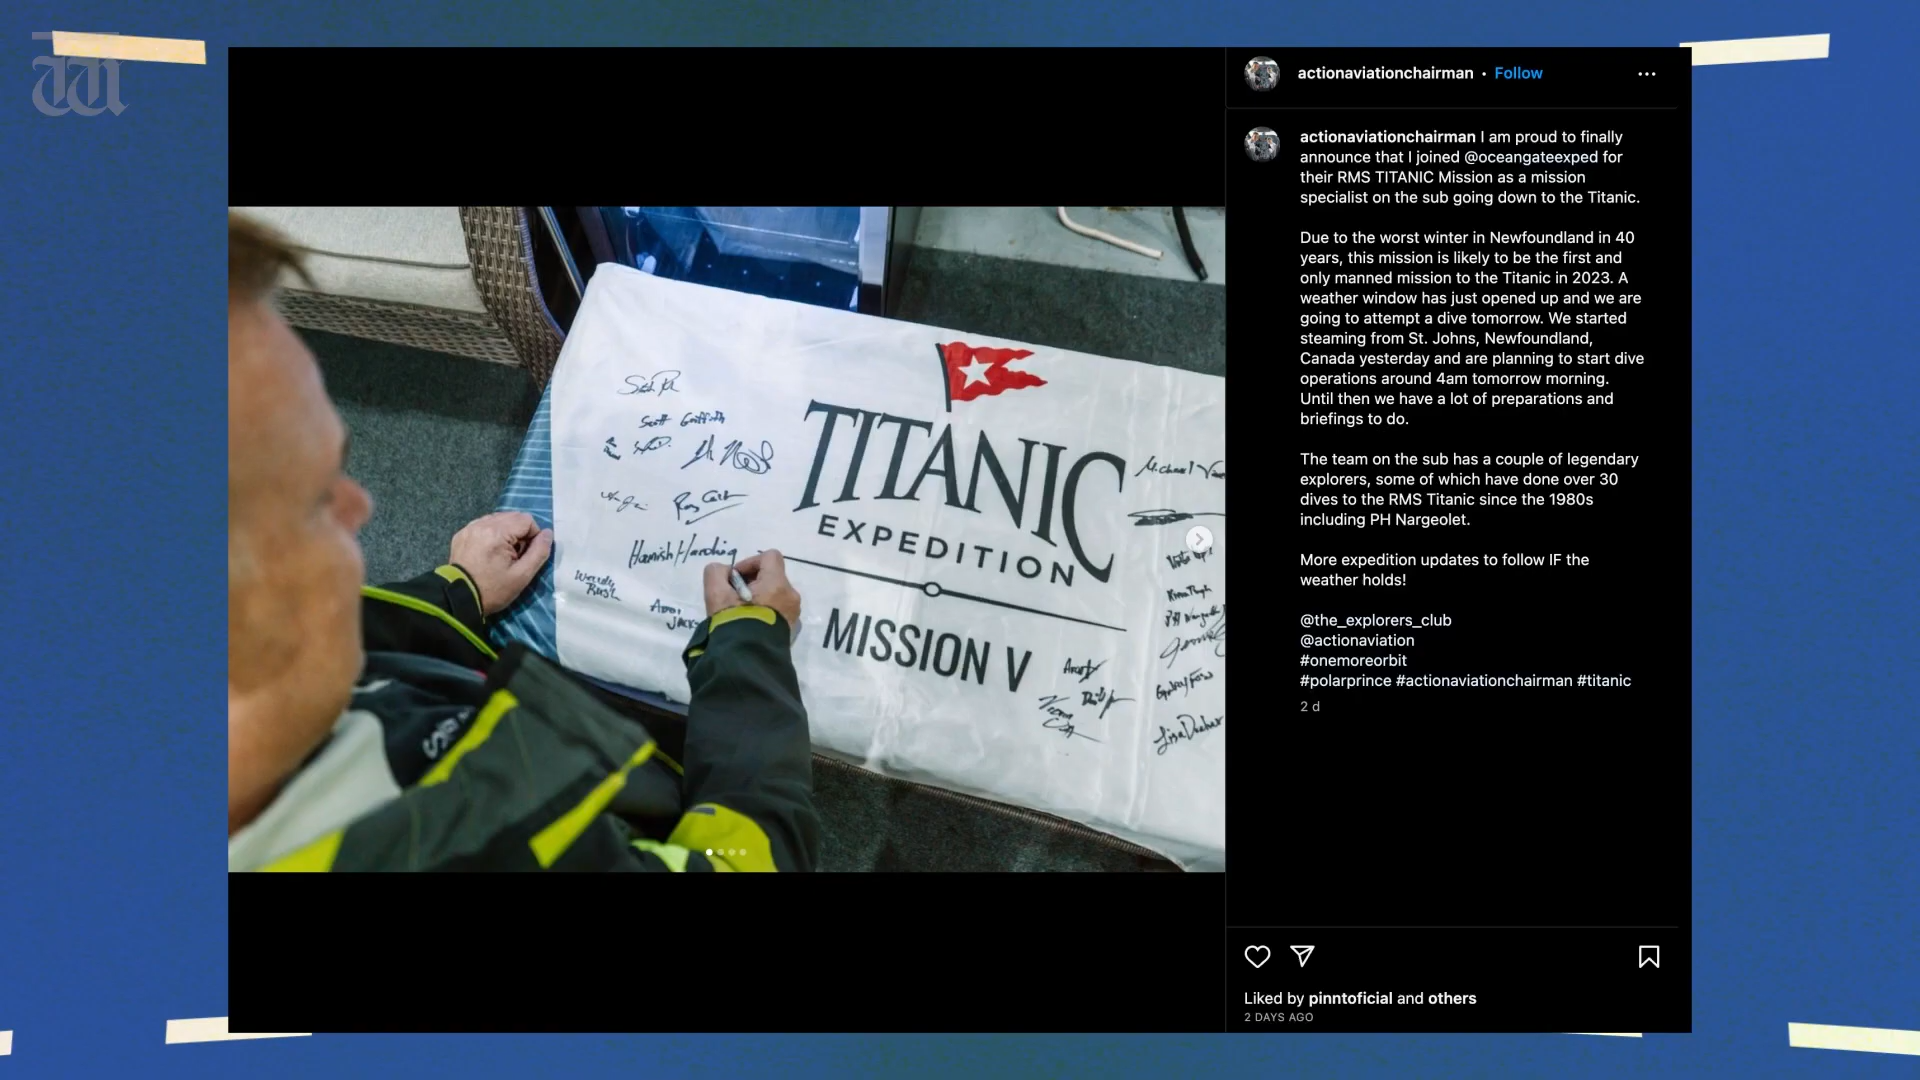 actionaviationchairman • Follow
actionaviationchairman I am proud to finally
announce that I joined @oceangateexped for
their RMS TITANIC Mission as a mission
specialist on the sub going down to the Titanic.
Due to the worst winter in Newfoundland in 40
years, this mission is likely to be the first and
only manned mission to the Titanic in 2023. A
weather window has just opened up and we are
going to attempt a dive tomorrow. We started
steaming from St. Johns, Newfoundland,
Canada yesterday and are planning to start dive
operations around 4am tomorrow morning.
Until then we have a lot of preparations and
briefings to do.
The team on the sub has a couple of legendary
explorers, some of which have done over 30
dives to the RMS Titanic since the 1980s
including PH Nargeolet.
More expedition updates to follow IF the
weather holds!
@the_explorers_club
@actionaviation
#onemoreorbit
#polarprince #actionaviationchairman #titanic
2 d
Liked by pinntoficial and others
2 DAYS AGO
TITANIC
EXPEDITION
MISSION V
Scott Griffith
Hamish Harding
Wendy
Rush
Michael